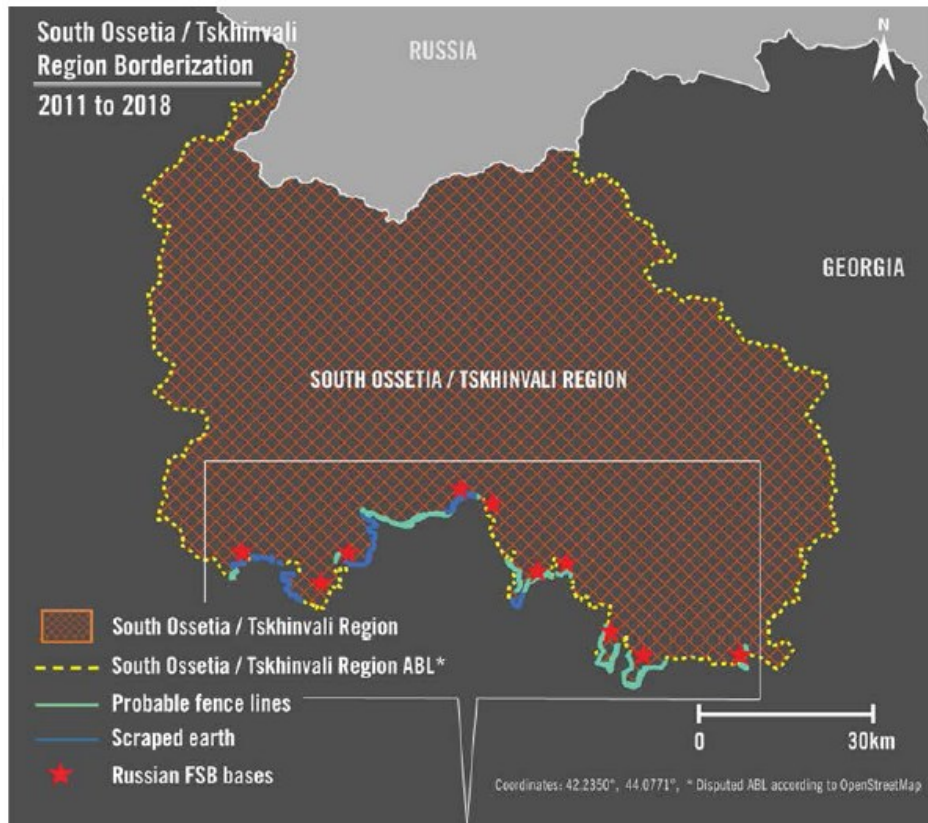 South Ossetia / Tskhinvali
Region Borderization
2011 to 2018
RUSSIA
N
GEORGIA
SOUTH OSSETIA / TSKHINVALI REGION
South Ossetia / Tskhinvali Region
South Ossetia / Tskhinvali Region ABL*
Probable fence lines
Scraped earth
Russian FSB bases
0 30km
Coordinates: 42.2350°, 44.0771°, * Disputed ABL according to OpenStreetMap